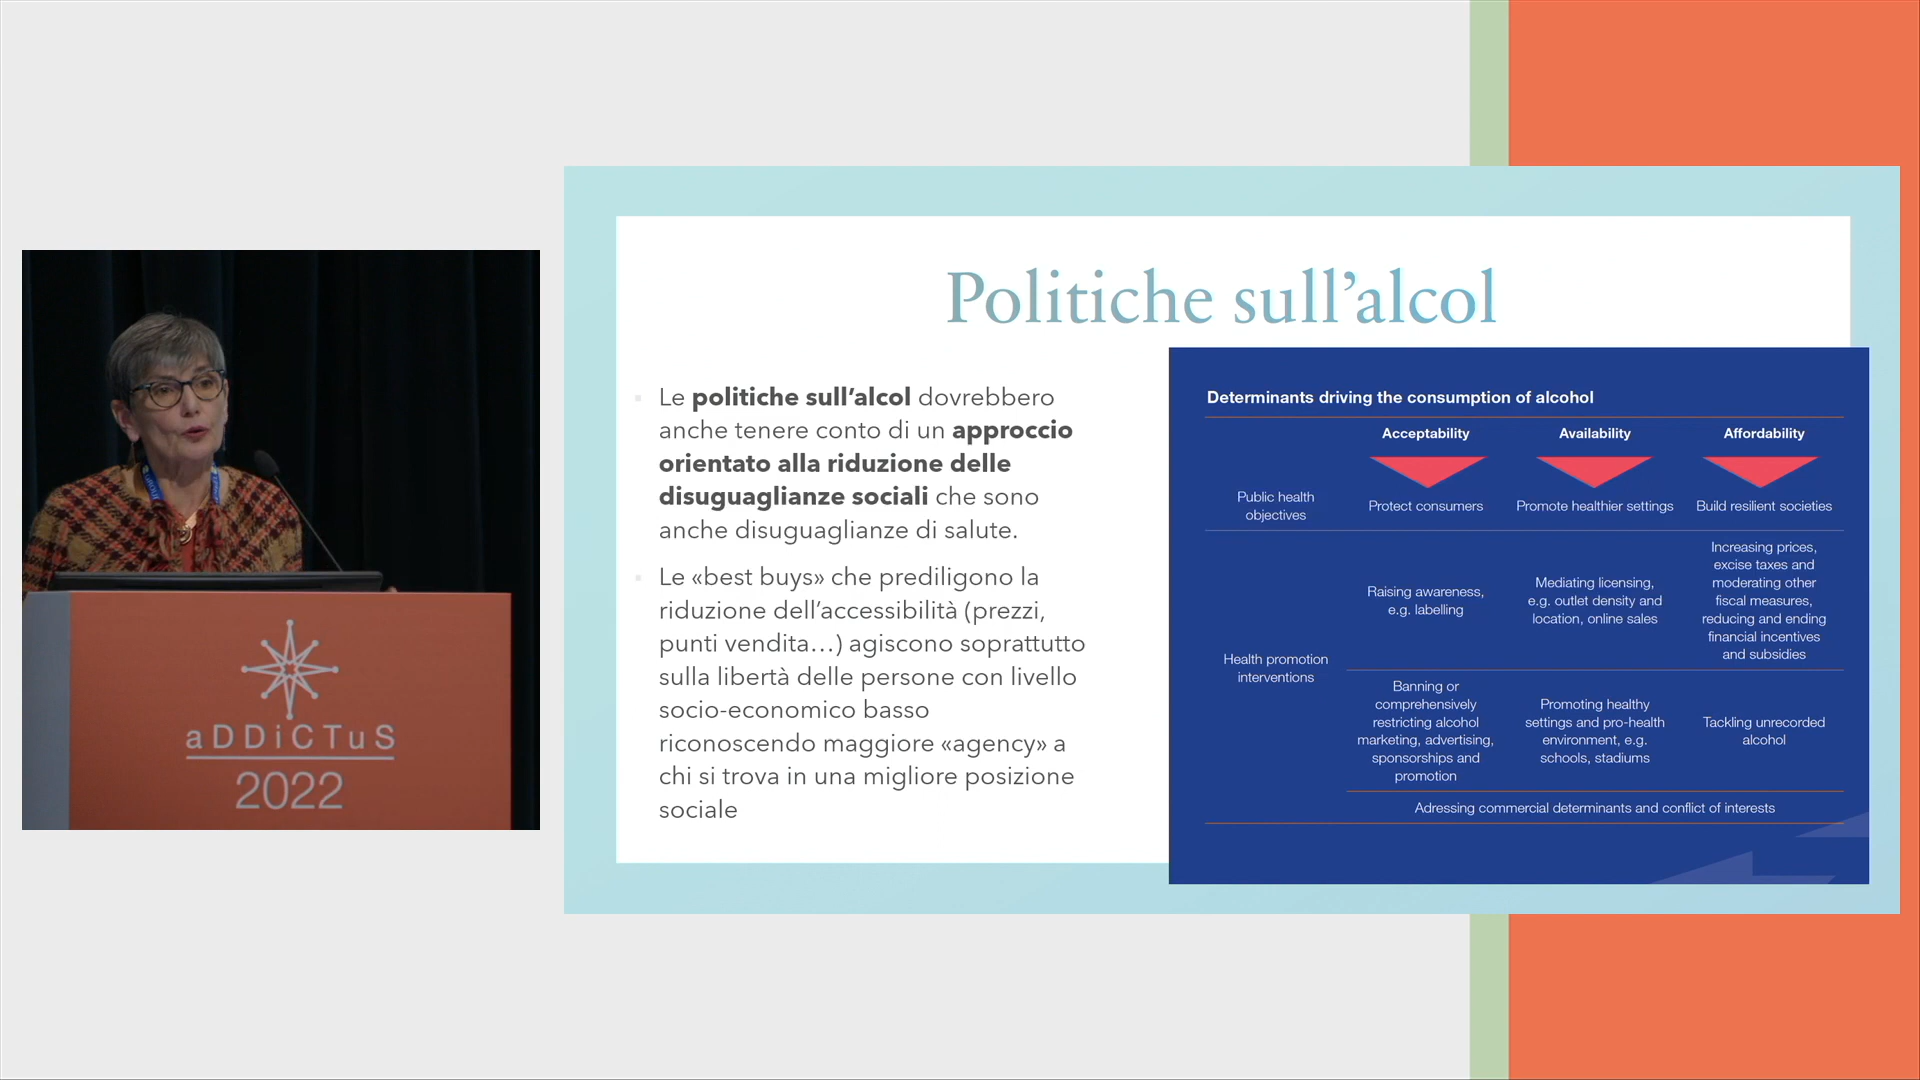 Politiche sull'alcol
Le politiche sull'alcol dovrebbero
anche tenere conto di un approccio
orientato alla riduzione delle
disuguaglianze sociali che sono
anche disuguaglianze di salute.
Le «best buys» che prediligono la
riduzione dell'accessibilità (prezzi,
punti vendita...) agiscono soprattutto
sulla libertà delle persone con livello
socio-economico basso
riconoscendo maggiore «agency» a
chi si trova in una migliore posizione
sociale
Determinants driving the consumption of alcohol
Acceptability
Availability
Affordability
Public health
objectives
Protect consumers
Promote healthier settings
Build resilient societies
Health promotion
interventions
Raising awareness,
e.g. labelling
Mediating licensing,
e.g. outlet density and
location, online sales
Increasing prices,
excise taxes and
moderating other
fiscal measures,
reducing and ending
financial incentives
and subsidies
Banning or
comprehensively
restricting alcohol
marketing, advertising,
sponsorships and
promotion
Promoting healthy
settings and pro-health
environment, e.g.
schools, stadiums
Tackling unrecorded
alcohol
Adressing commercial determinants and conflict of interests
aDDiCTuS
2022